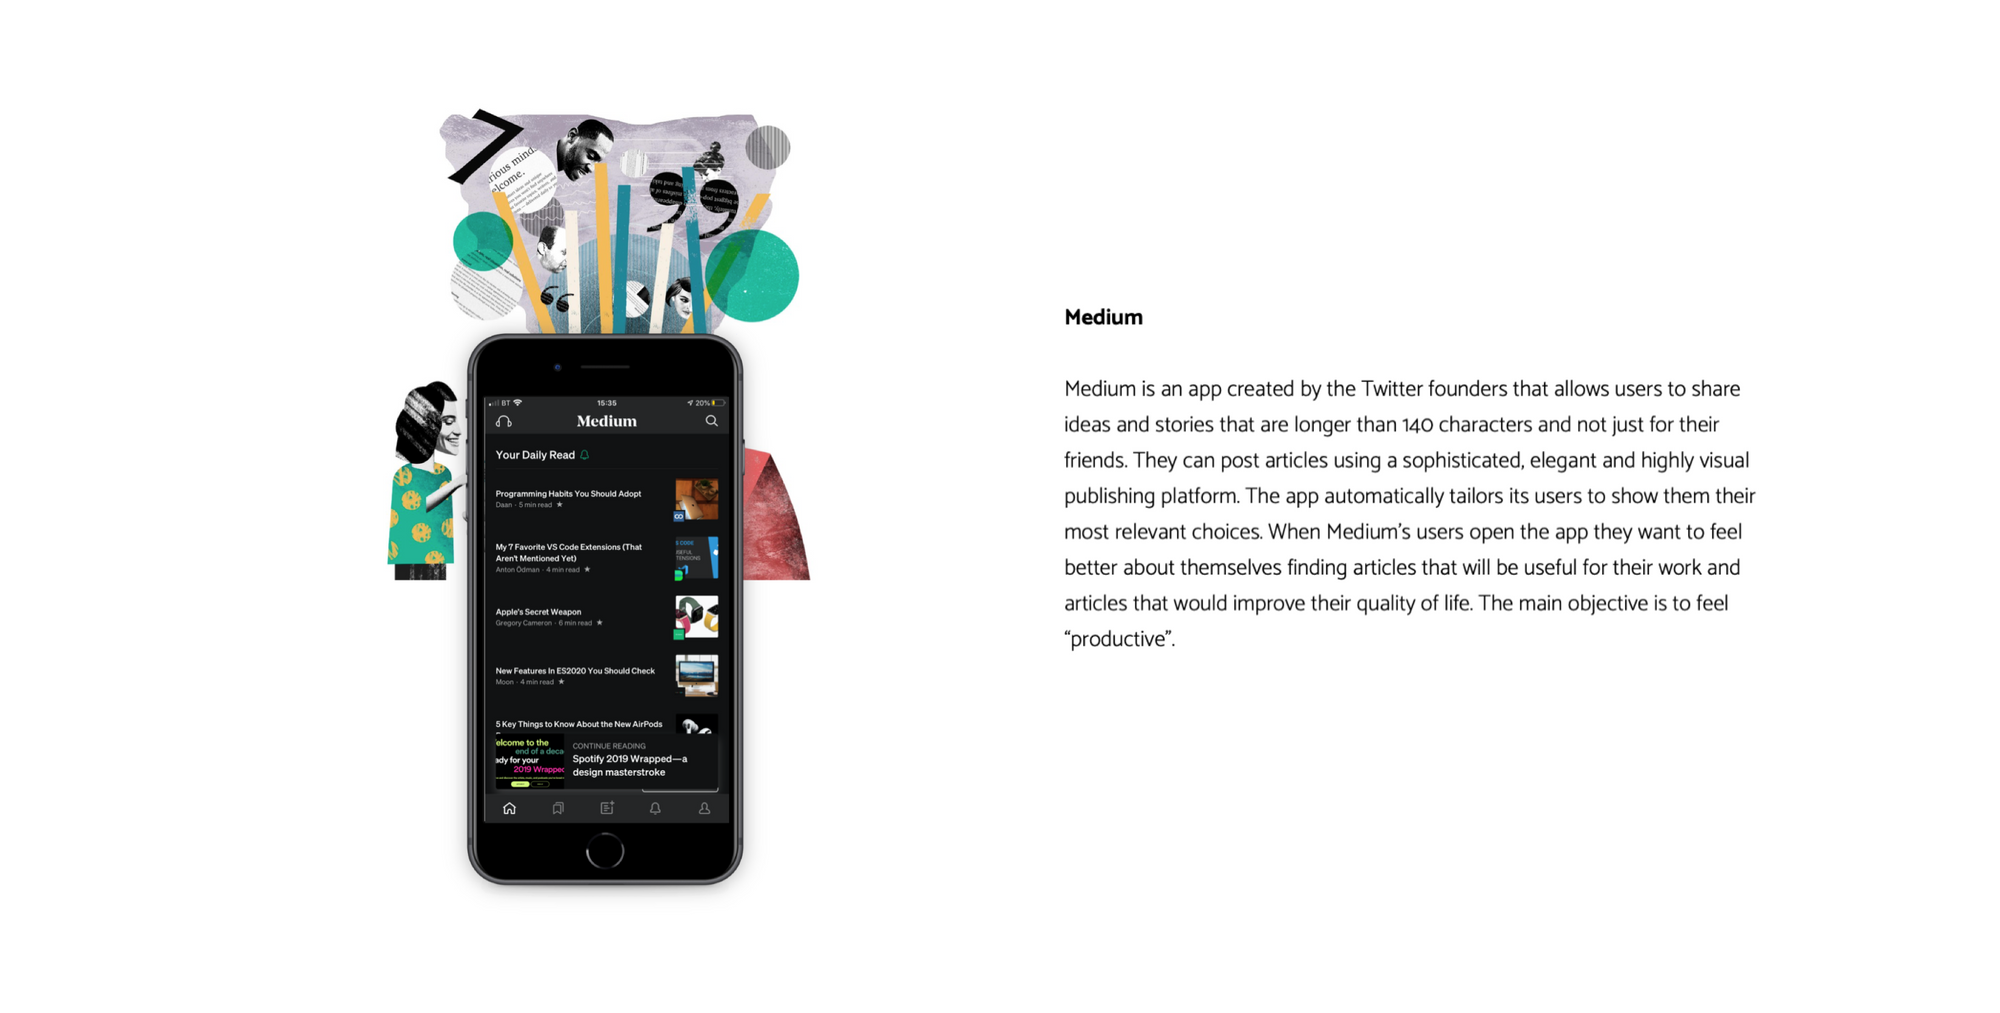 rious mind.
elcome.
BT 15:35 20%
Medium
Your Daily Read
Programming Habits You Should Adopt
Daan · 5 min read ★
My 7 Favorite VS Code Extensions (That
Aren't Mentioned Yet)
Anton Ödman · 4 min read ★
S CODE
SEFUL
TENSIONS
Apple's Secret Weapon
Gregory Cameron · 6 min read ★
New Features In ES2020 You Should Check
Moon · 4 min read ★
5 Key Things to Know About the New AirPods
elcome to the
end of a deca
ady for your
2019 Wrapped
CONTINUE READING
Spotify 2019 Wrapped—a
design masterstroke
Medium
Medium is an app created by the Twitter founders that allows users to share
ideas and stories that are longer than 140 characters and not just for their
friends. They can post articles using a sophisticated, elegant and highly visual
publishing platform. The app automatically tailors its users to show them their
most relevant choices. When Medium's users open the app they want to feel
better about themselves finding articles that will be useful for their work and
articles that would improve their quality of life. The main objective is to feel
“productive”.